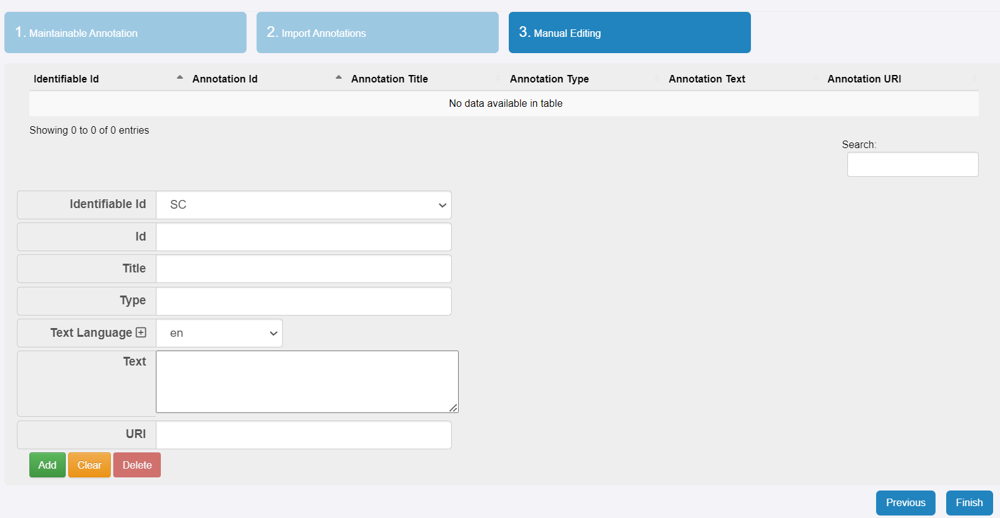 1. Maintainable Annotation
2. Import Annotations
3. Manual Editing
Identifiable Id Annotation Id Annotation Title Annotation Type Annotation Text Annotation URI
No data available in table
Showing 0 to 0 of 0 entries
Search:
Identifiable Id SC
Id
Title
Type
Text Language en
Text
URI
Add Clear Delete
Previous Finish